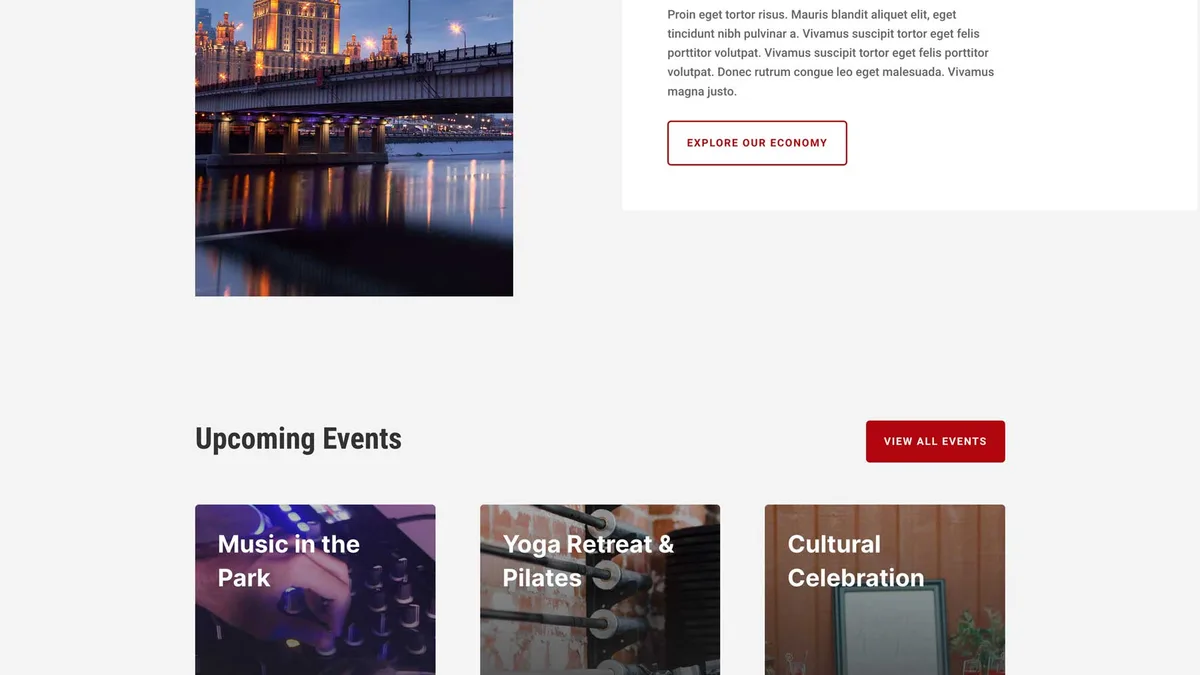 Proin eget tortor risus. Mauris blandit aliquet elit, eget
tincidunt nibh pulvinar a. Vivamus suscipit tortor eget felis
porttitor volutpat. Vivamus suscipit tortor eget felis porttitor
volutpat. Donec rutrum congue leo eget malesuada. Vivamus
magna justo.
EXPLORE OUR ECONOMY
Upcoming Events
VIEW ALL EVENTS
Music in the
Park
Yoga Retreat &
Pilates
Cultural
Celebration